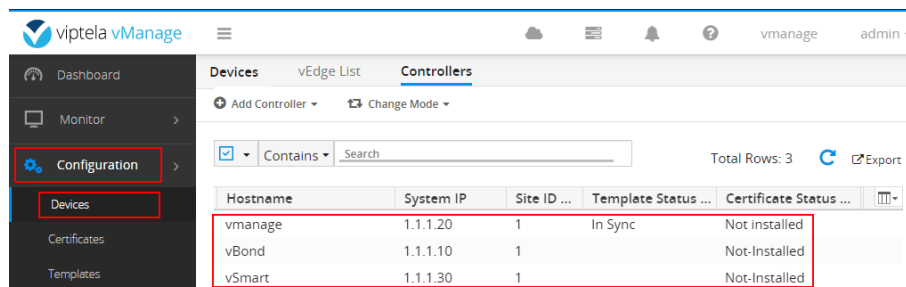 viptela vManage vmanage admin
Dashboard Devices vEdge List Controllers
Add Controller Change Mode
Monitor
Contains Search Total Rows: 3 Export
Configuration
Devices Hostname System IP Site ID ... Template Status ... Certificate Status ...
vmanage 1.1.1.20 1 In Sync Not installed
Certificates vBond 1.1.1.10 1 Not-Installed
Templates vSmart 1.1.1.30 1 Not-Installed